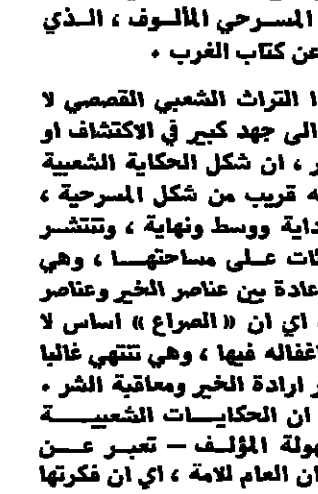 المسرحي المألوف ، الذي
عن كتاب الغرب .
ا التراث الشعبي القصصي لا
الى جهد كبير في الاكتشاف او
ر ، ان شكل الحكاية الشعبية
ه قريب من شكل المسرحية ،
داية ووسط ونهاية ، وتنتشر
ئات على مساحتها ، وهي
عادة بين عناصر الخير وعناصر
، اي ان « الصراع » اساس لا
اغفاله فيها ، وهي تنتهي غالبا
ر ارادة الخير ومعاقبة الشر .
ان الحكايات الشعبية
هولة المؤلف – تعبر عن
ان العام للامة ، اي ان فكرتها